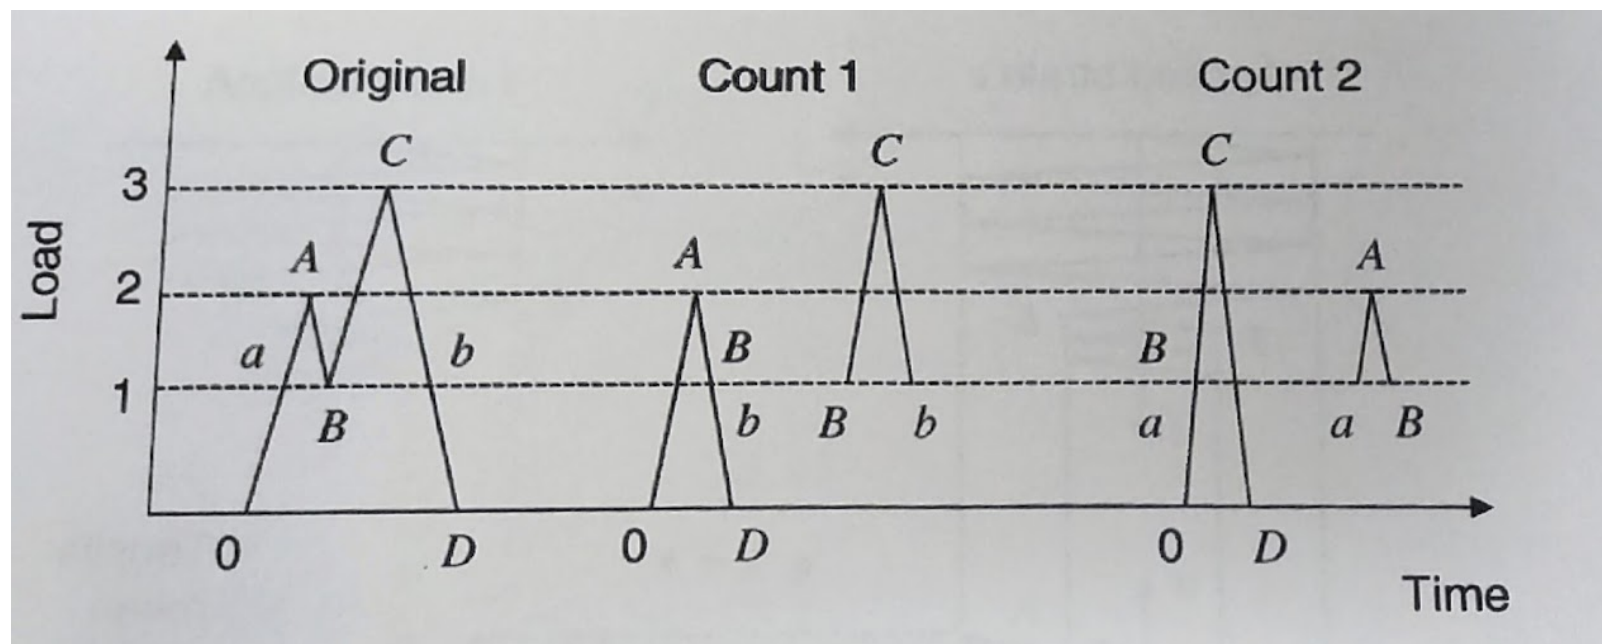 Original Count 1 Count 2
C C C
3
A A A
2
Load
a b B B
1
B b B b a a B
0 D 0 D 0 D
Time